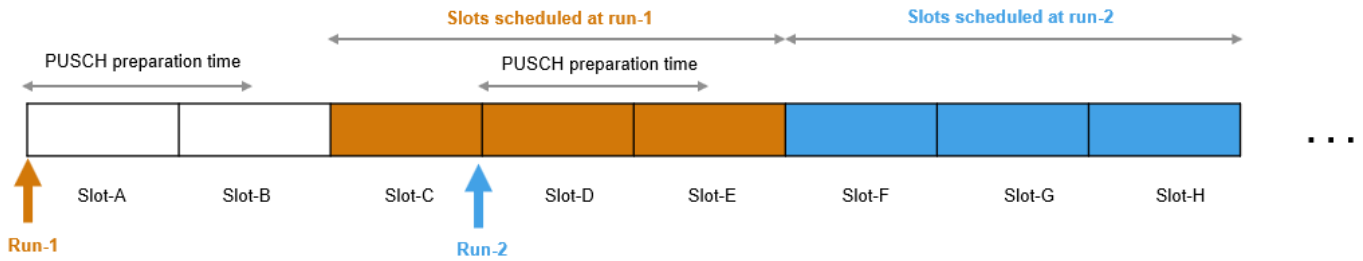 Slots scheduled at run-1
Slots scheduled at run-2
PUSCH preparation time
PUSCH preparation time
. . .
Slot-A
Slot-B
Slot-C
Slot-D
Slot-E
Slot-F
Slot-G
Slot-H
Run-1
Run-2